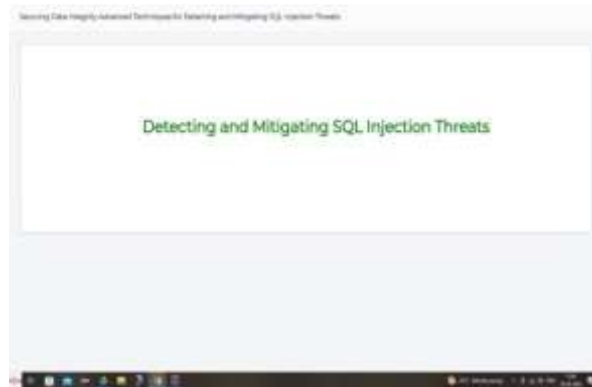 Securing Data Integrity Advanced Techniques for Detecting and Mitigating SQL Injection Threats
Detecting and Mitigating SQL Injection Threats